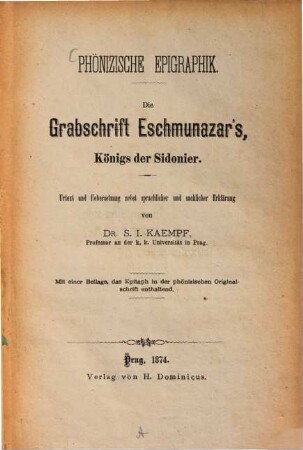 PHÖNIZISCHE EPIGRAPHIK.
Die
Grabschrift Eschmunazar's,
Königs der Sidonier.
Urtext und Uebersetzung nebst sprachlicher und sachlicher Erklärung
von
DR. S. I. KAEMPF,
Professor an der k. k. Universität in Prag.
Mit einer Beilage, das Epitaph in der phönizischen Original-
schrift enthaltend.
Prag, 1874.
Verlag von H. Dominicus.
A